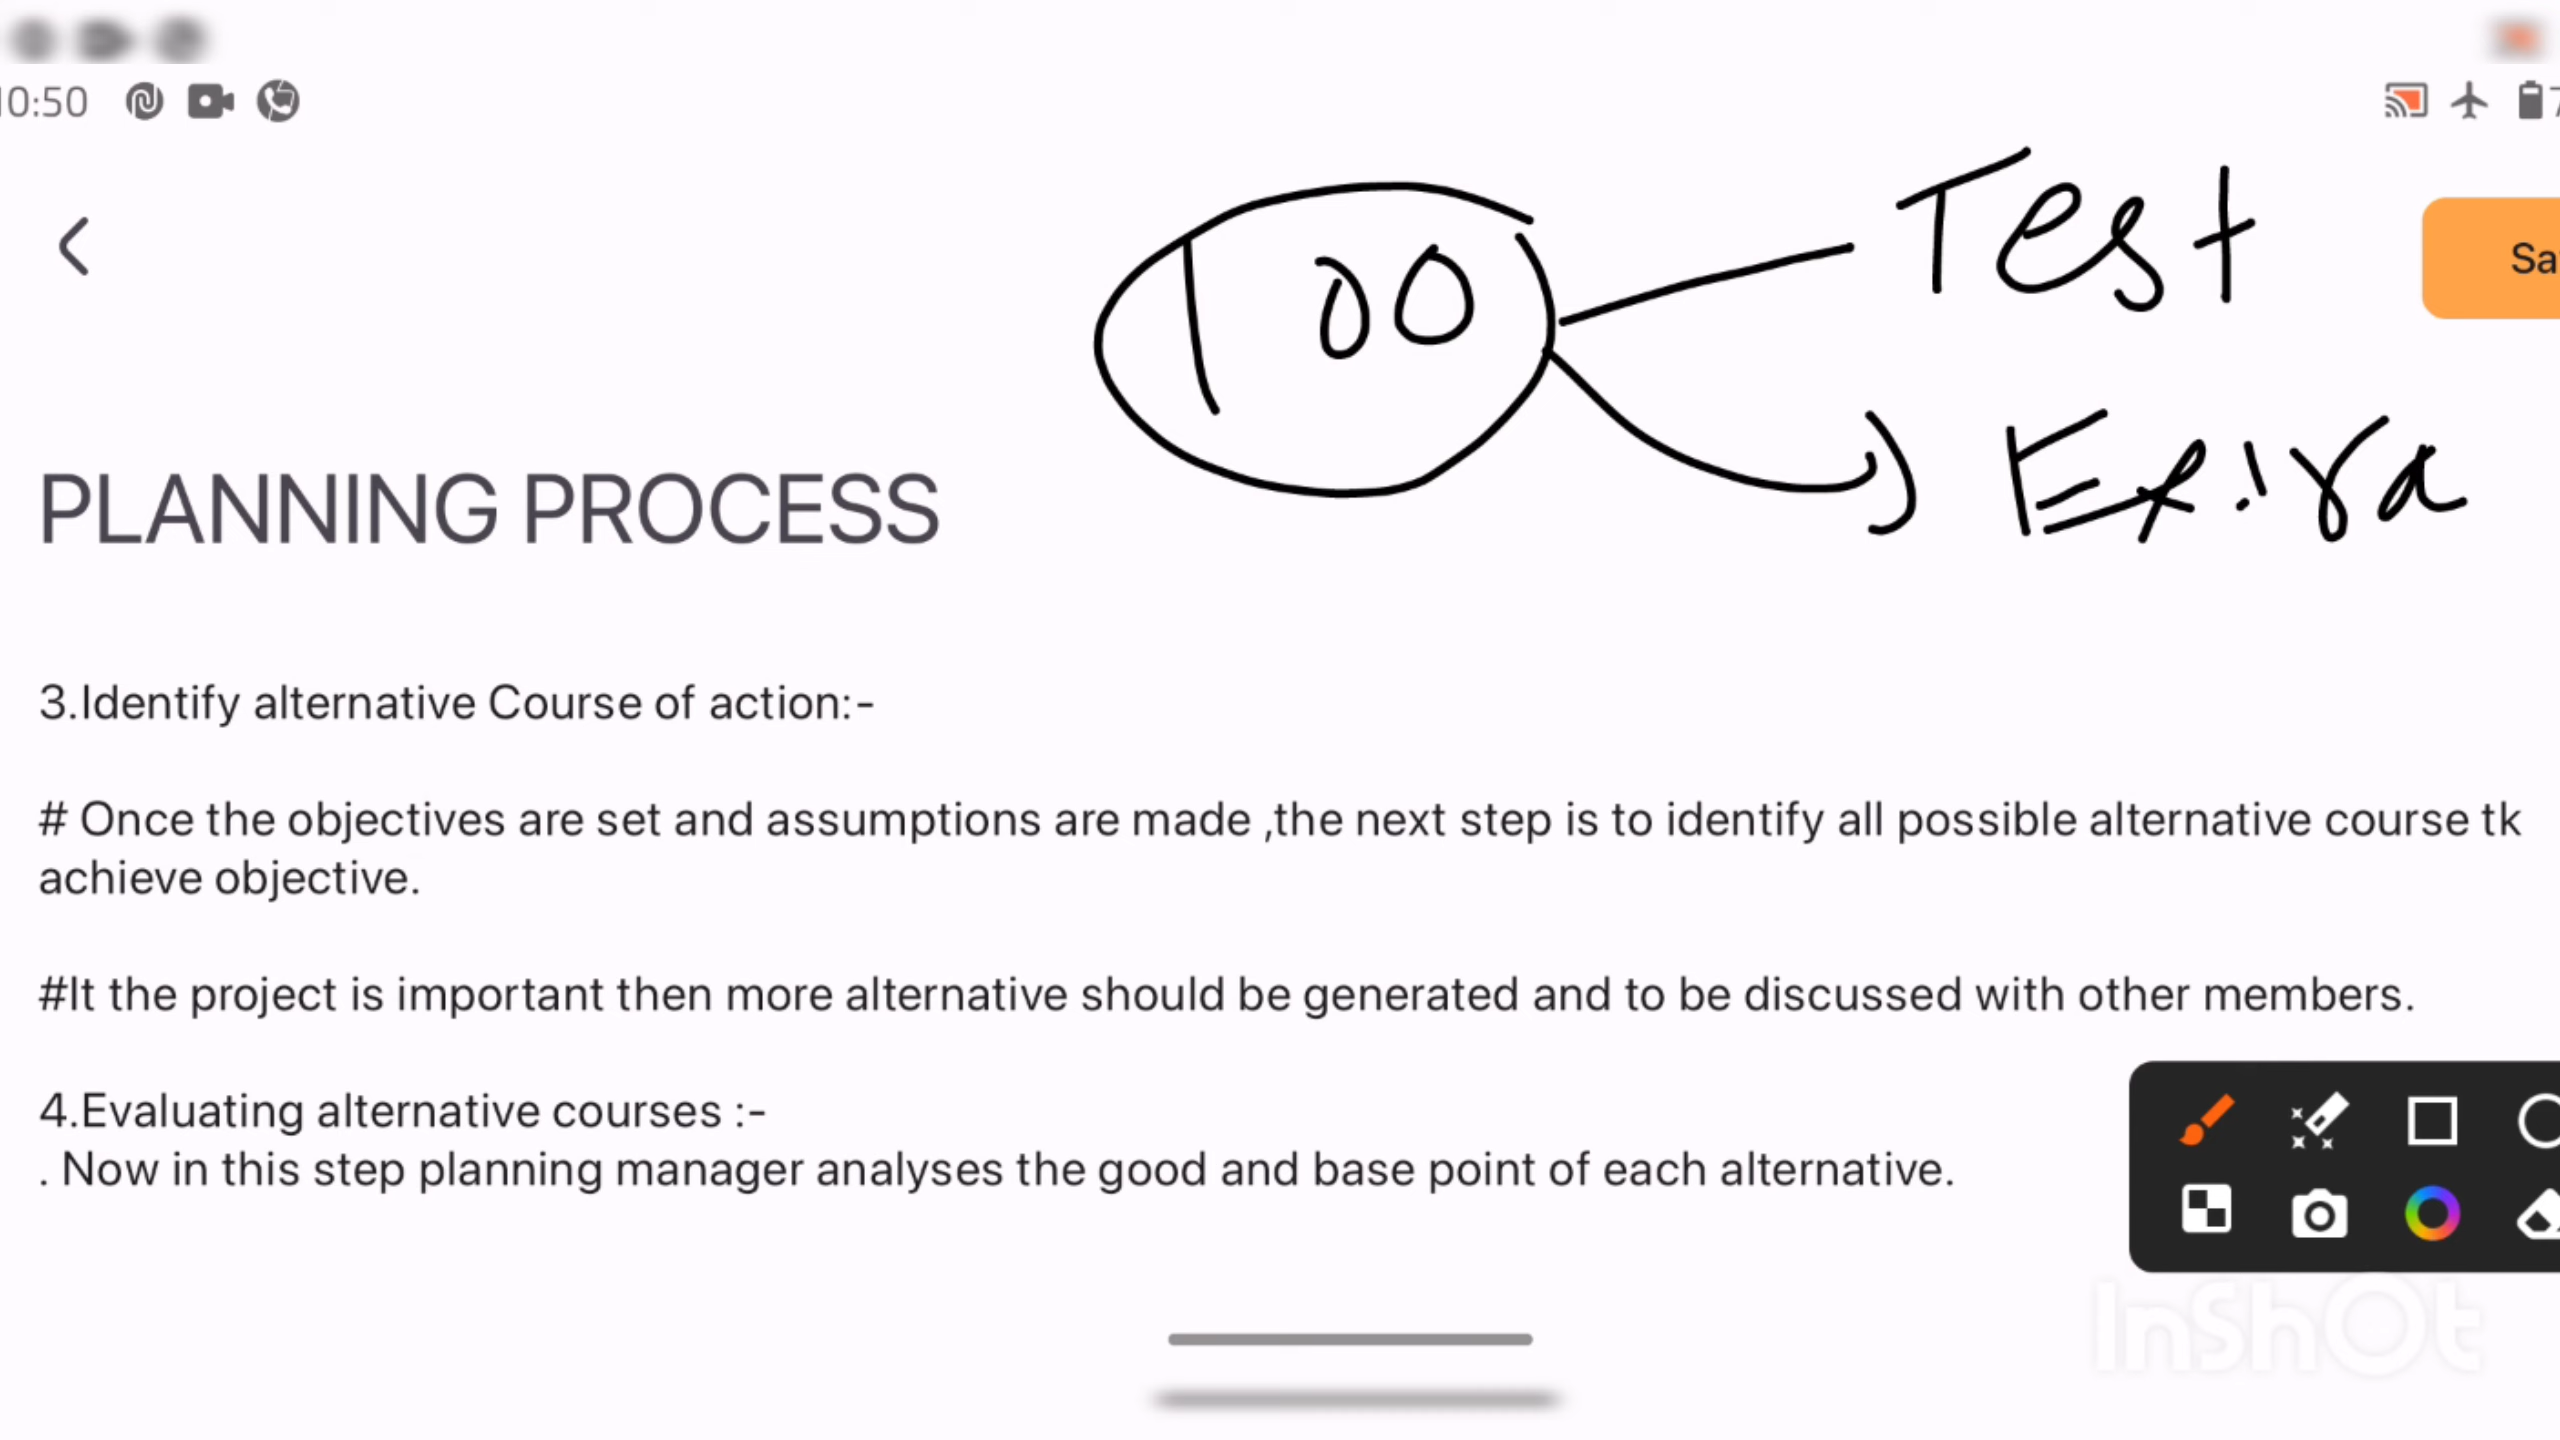 0:50
7
100
Test
Extra
Sa
PLANNING PROCESS
3.Identify alternative Course of action:-
# Once the objectives are set and assumptions are made ,the next step is to identify all possible alternative course tk
achieve objective.
#It the project is important then more alternative should be generated and to be discussed with other members.
4.Evaluating alternative courses :-
. Now in this step planning manager analyses the good and base point of each alternative.
InShOt